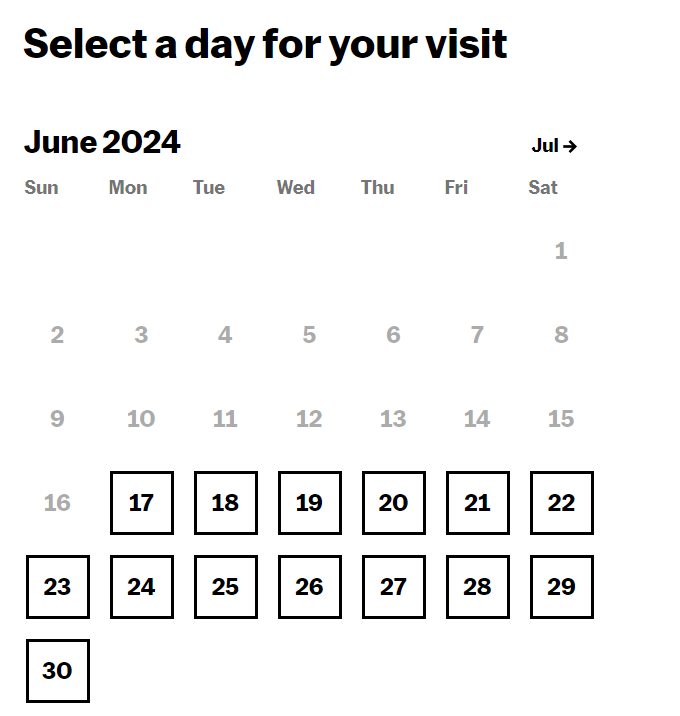 Select a day for your visit
June 2024 Jul →
Sun Mon Tue Wed Thu Fri Sat
1
2 3 4 5 6 7 8
9 10 11 12 13 14 15
16 17 18 19 20 21 22
23 24 25 26 27 28 29
30